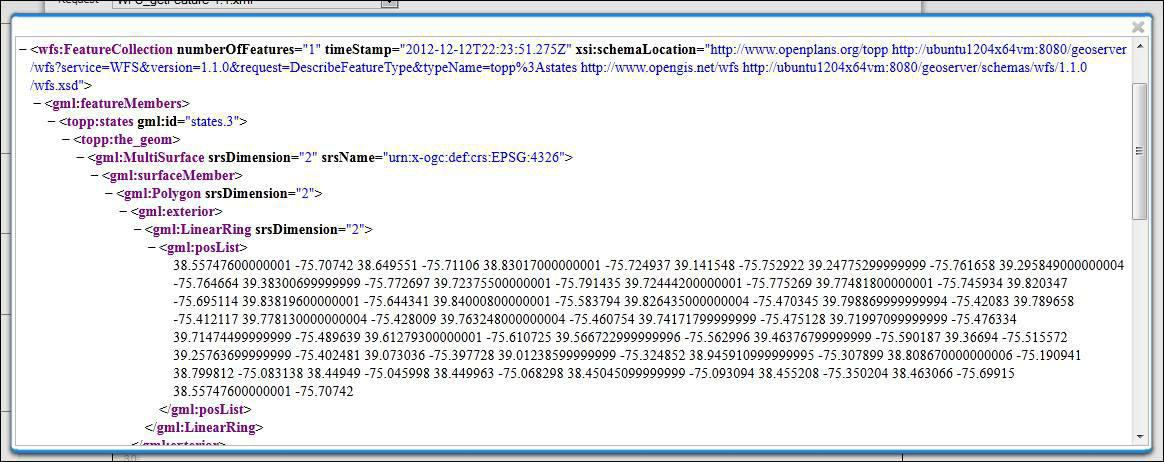 Request WFS_getFeature-1.1.xml
<wfs:FeatureCollection numberOfFeatures="1" timeStamp="2012-12-12T22:23:51.275Z" xsi:schemaLocation="http://www.openplans.org/topp http://ubuntu1204x64vm:8080/geoserver
/wfs?service=WFS&version=1.1.0&request=DescribeFeatureType&typeName=topp%3Astates http://www.opengis.net/wfs http://ubuntu1204x64vm:8080/geoserver/schemas/wfs/1.1.0
/wfs.xsd">
<gml:featureMembers>
<topp:states gml:id="states.3">
<topp:the_geom>
<gml:MultiSurface srsDimension="2" srsName="urn:x-ogc:def:crs:EPSG:4326">
<gml:surfaceMember>
<gml:Polygon srsDimension="2">
<gml:exterior>
<gml:LinearRing srsDimension="2">
<gml:posList>
38.55747600000001 -75.70742 38.649551 -75.71106 38.83017000000001 -75.724937 39.141548 -75.752922 39.24775299999999 -75.761658 39.295849000000004
-75.764664 39.38300699999999 -75.772697 39.72375500000001 -75.791435 39.72444200000001 -75.775269 39.77481800000001 -75.745934 39.820347
-75.695114 39.83819600000001 -75.644341 39.84000800000001 -75.583794 39.826435000000004 -75.470345 39.798869999999994 -75.42083 39.789658
-75.412117 39.778130000000004 -75.428009 39.763248000000004 -75.460754 39.74171799999999 -75.475128 39.71997099999999 -75.476334
39.71474499999999 -75.489639 39.61279300000001 -75.610725 39.566722999999996 -75.562996 39.46376799999999 -75.590187 39.36694 -75.515572
39.25763699999999 -75.402481 39.073036 -75.397728 39.01238599999999 -75.324852 38.945910999999995 -75.307899 38.808670000000006 -75.190941
38.799812 -75.083138 38.44949 -75.045998 38.449963 -75.068298 38.45045099999999 -75.093094 38.455208 -75.350204 38.463066 -75.69915
38.55747600000001 -75.70742
</gml:posList>
</gml:LinearRing>
</gml:exterior>
30